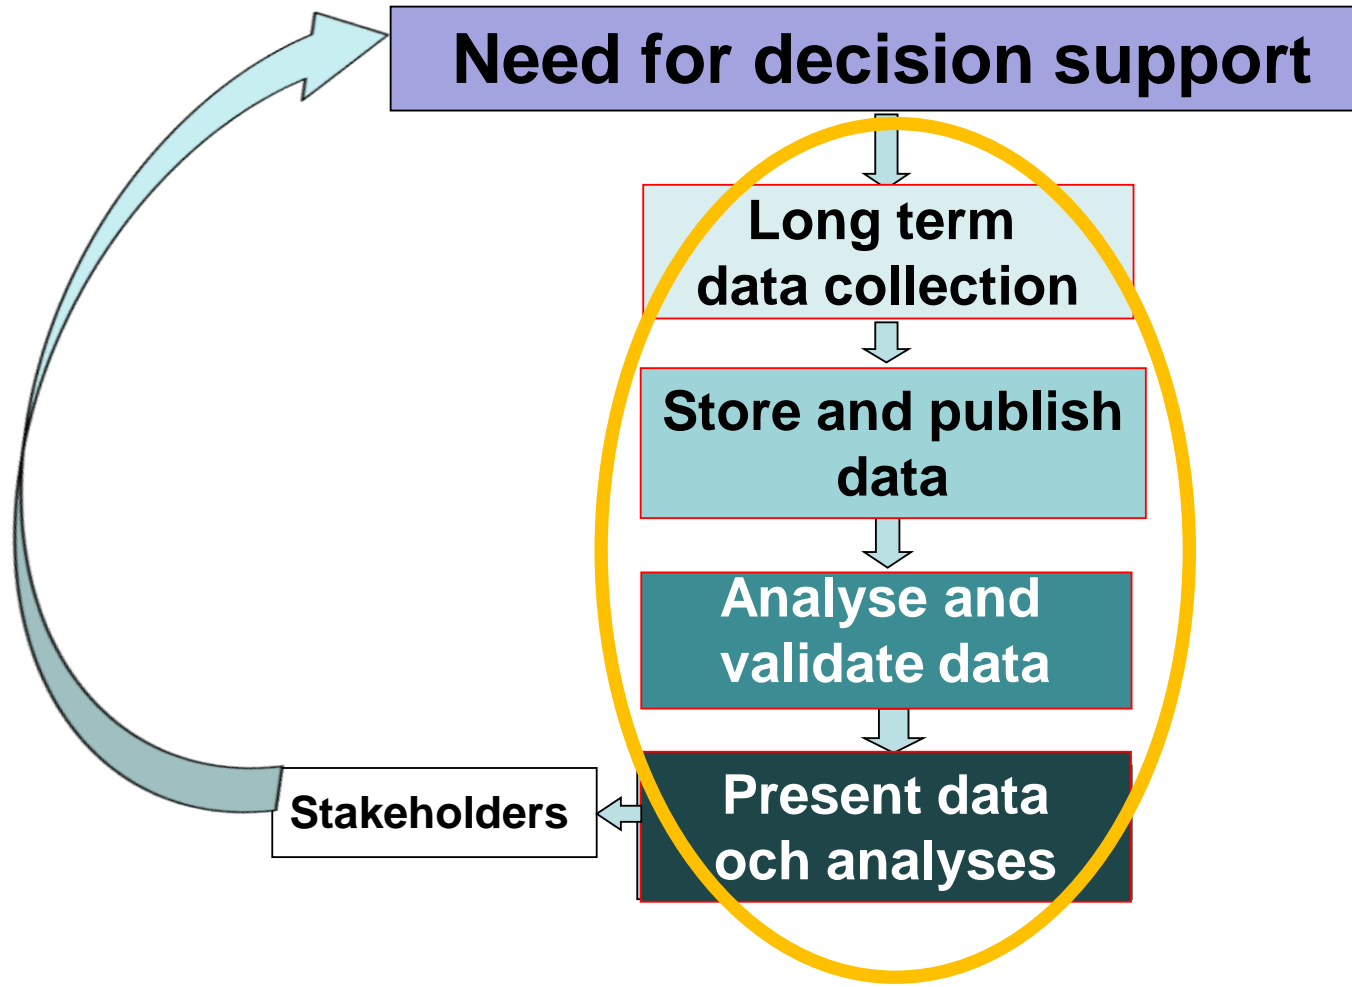 Need for decision support
Long term
data collection
Store and publish
data
Analyse and
validate data
Present data
och analyses
Stakeholders